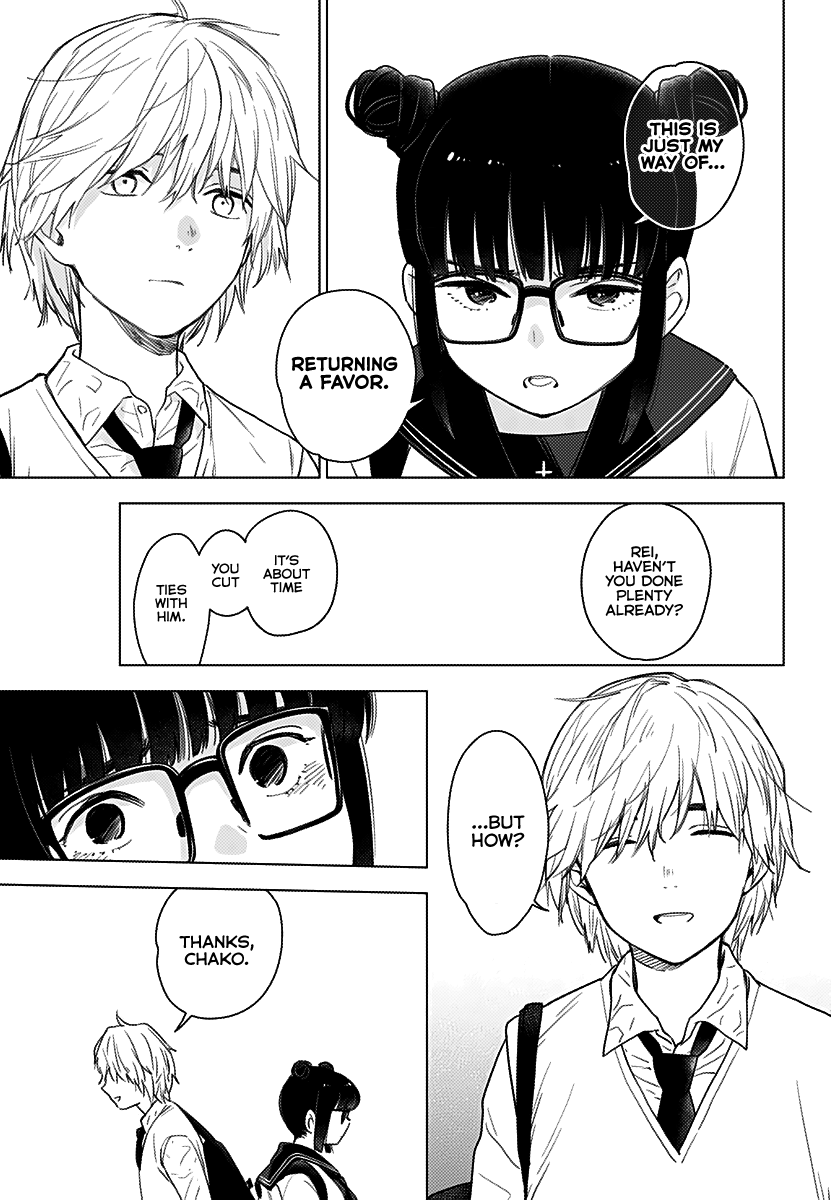 THIS IS
JUST MY
WAY OF...
RETURNING
A FAVOR.
REI,
HAVEN'T
YOU DONE
PLENTY
ALREADY?
IT'S
ABOUT
TIME
YOU
CUT
TIES
WITH
HIM.
...BUT
HOW?
THANKS,
CHAKO.